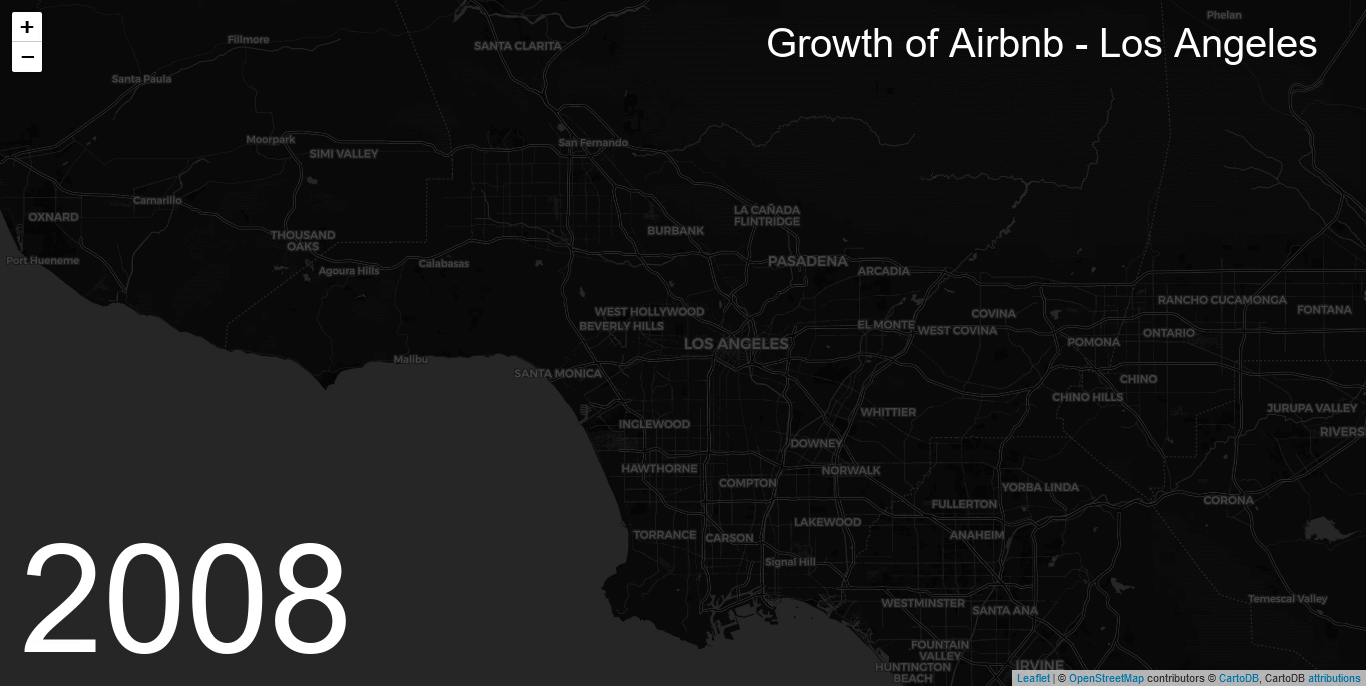 +
−
Growth of Airbnb - Los Angeles
Phelan
Fillmore
SANTA CLARITA
Santa Paula
Moorpark
San Fernando
SIMI VALLEY
Camarillo
OXNARD
LA CAÑADA
FLINTRIDGE
BURBANK
THOUSAND
OAKS
Port Hueneme
Agoura Hills
Calabasas
PASADENA
ARCADIA
RANCHO CUCAMONGA
FONTANA
WEST HOLLYWOOD
COVINA
BEVERLY HILLS
EL MONTE
WEST COVINA
ONTARIO
LOS ANGELES
POMONA
Malibu
SANTA MONICA
CHINO
CHINO HILLS
WHITTIER
JURUPA VALLEY
INGLEWOOD
RIVERS
DOWNEY
HAWTHORNE
NORWALK
COMPTON
YORBA LINDA
FULLERTON
CORONA
LAKEWOOD
TORRANCE
CARSON
ANAHEIM
Signal Hill
2008
WESTMINSTER
SANTA ANA
Temescal Valley
FOUNTAIN
VALLEY
HUNTINGTON
BEACH
IRVINE
Leaflet | © OpenStreetMap contributors © CartoDB, CartoDB attributions